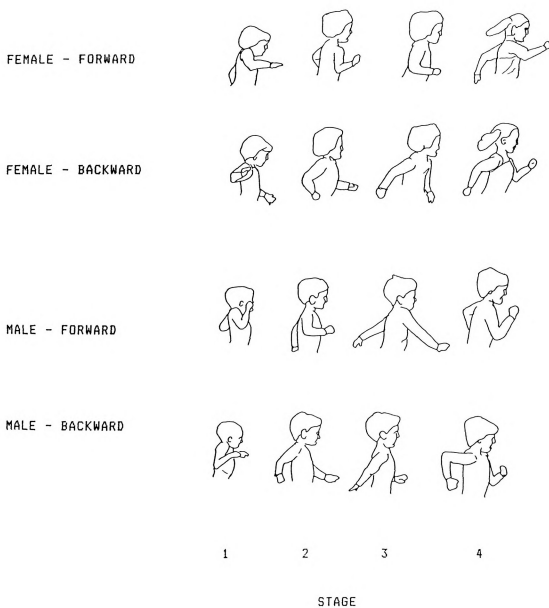 FEMALE - FORWARD
FEMALE - BACKWARD
MALE - FORWARD
MALE - BACKWARD
1 2 3 4
STAGE